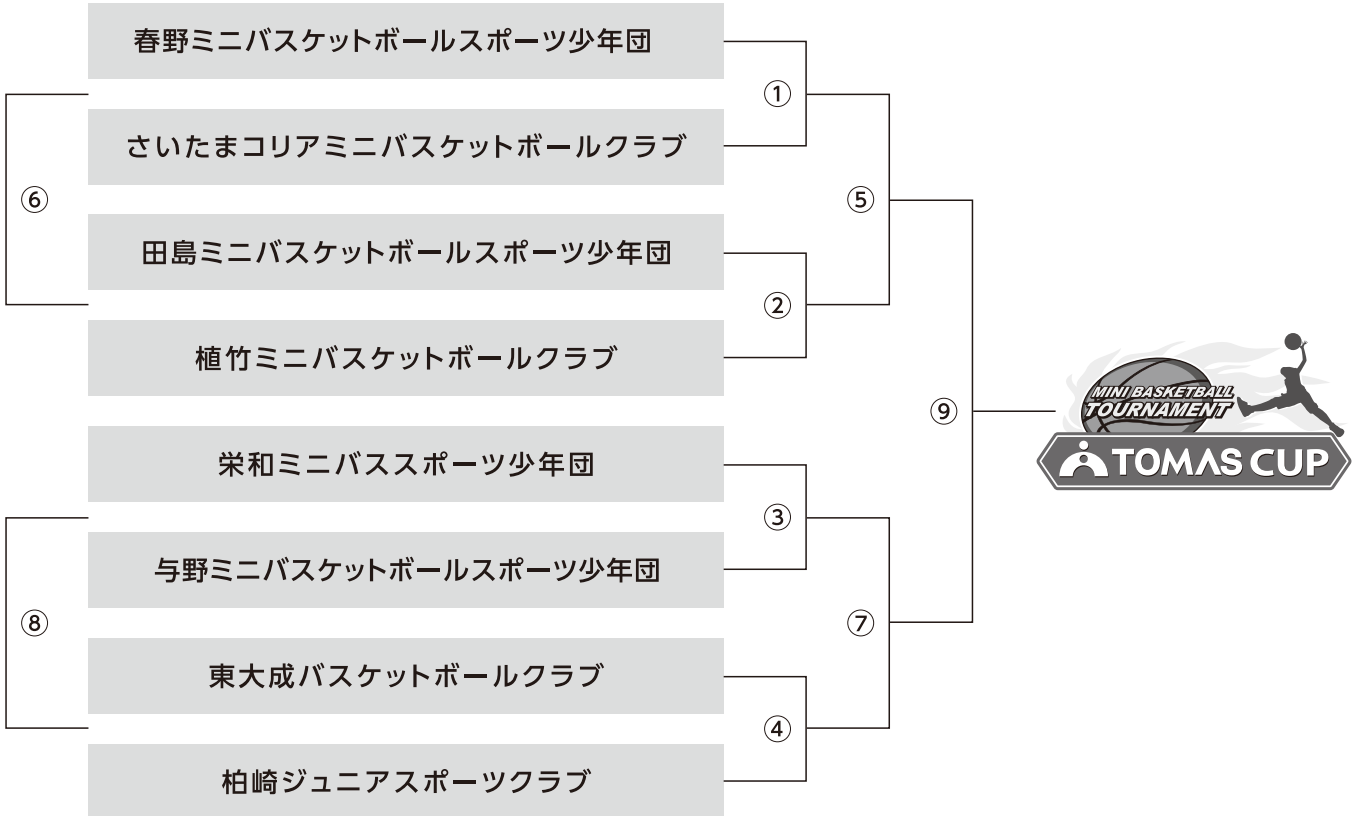 春野ミニバスケットボールスポーツ少年団
①
さいたまコリアミニバスケットボールクラブ
⑥
⑤
田島ミニバスケットボールスポーツ少年団
②
植竹ミニバスケットボールクラブ
⑨
MINI BASKETBALL
TOURNAMENT
TOMAS CUP
栄和ミニバススポーツ少年団
③
与野ミニバスケットボールスポーツ少年団
⑧
⑦
東大成バスケットボールクラブ
④
柏崎ジュニアスポーツクラブ